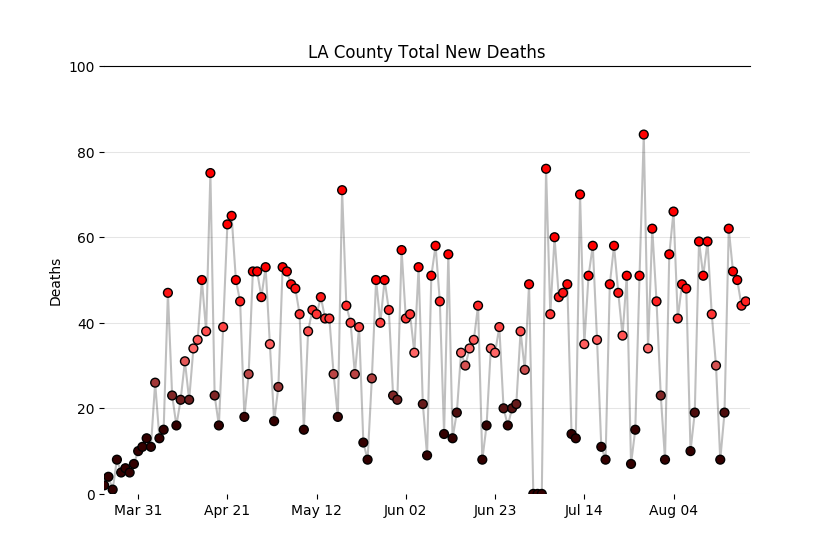 LA County Total New Deaths
100
80
60
40
20
0
Deaths
Mar 31
Apr 21
May 12
Jun 02
Jun 23
Jul 14
Aug 04